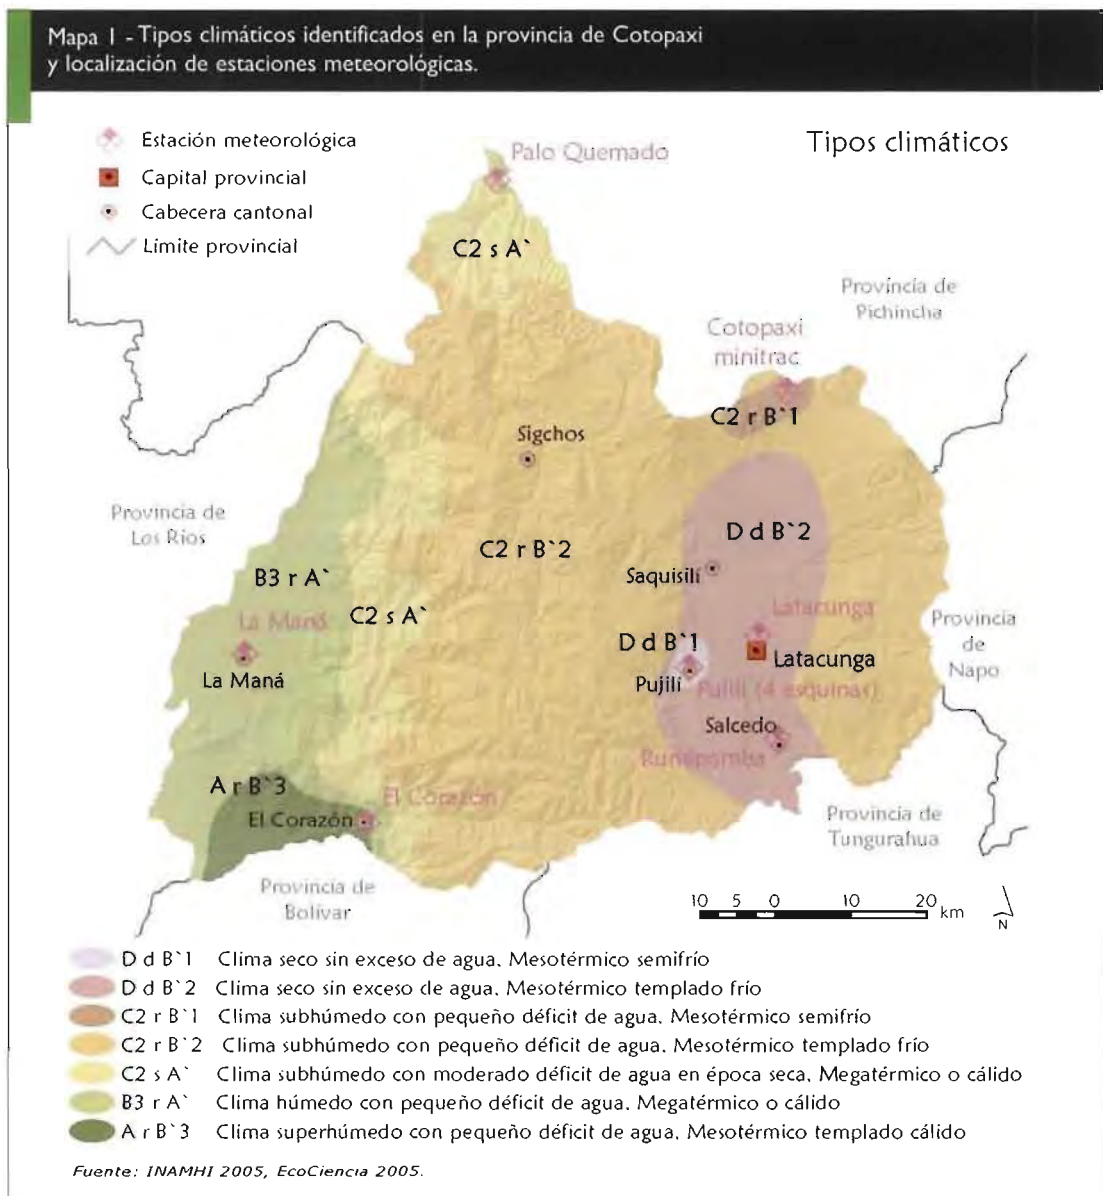 Mapa 1 - Tipos climáticos identificados en la provincia de Cotopaxi
y localización de estaciones meteorológicas.
Estación meteorológica
Capital provincial
Cabecera cantonal
Límite provincial
Tipos climáticos
Palo Quemado
C2 s A`
Provincia de
Pichincha
Cotopaxi
minitrac
C2 r B`1
Sigchos
Provincia de
Los Ríos
D d B`2
C2 r B`2
B3 r A`
Saquisilí
C2 s A`
La Maná
Latacunga
Provincia
de
Napo
D d B`1
Latacunga
La Maná
Pujilí
Pujilí (4 esquinas)
Salcedo
Rumipamba
A r B`3
El Corazón
El Corazón
Provincia de
Tungurahua
Provincia de
Bolívar
10 5 0 10 20
km
N
D d B`1 Clima seco sin exceso de agua. Mesotérmico semifrío
D d B`2 Clima seco sin exceso de agua. Mesotérmico templado frío
C2 r B`1 Clima subhúmedo con pequeño déficit de agua. Mesotérmico semifrío
C2 r B`2 Clima subhúmedo con pequeño déficit de agua. Mesotérmico templado frío
C2 s A` Clima subhúmedo con moderado déficit de agua en época seca. Megatérmico o cálido
B3 r A` Clima húmedo con pequeño déficit de agua. Megatérmico o cálido
A r B`3 Clima superhúmedo con pequeño déficit de agua. Mesotérmico templado cálido
Fuente: INAMHI 2005, EcoCiencia 2005.